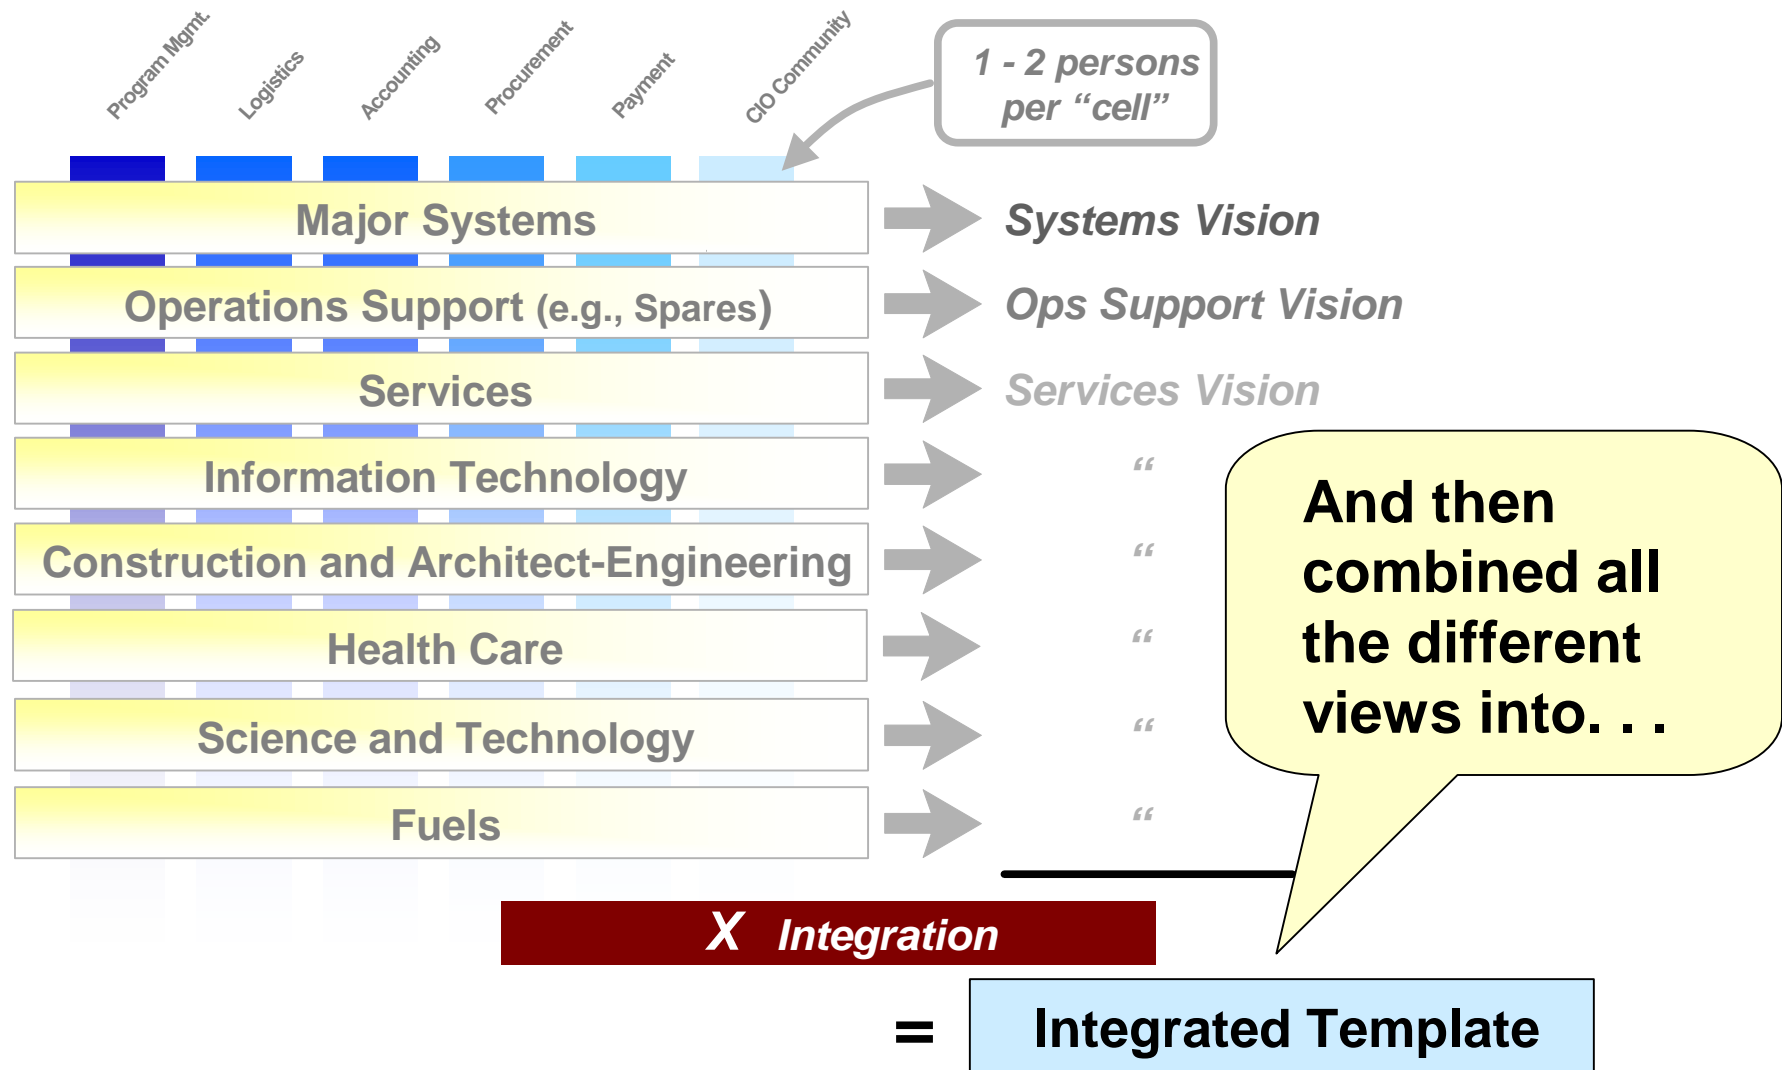 Program Mgmt.
Logistics
Accounting
Procurement
Payment
CIO Community
1 - 2 persons
per “cell”
Major Systems
Systems Vision
Operations Support (e.g., Spares)
Ops Support Vision
Services
Services Vision
Information Technology
“
Construction and Architect-Engineering
“
Health Care
“
Science and Technology
“
Fuels
“
And then
combined all
the different
views into. . .
X Integration
= Integrated Template